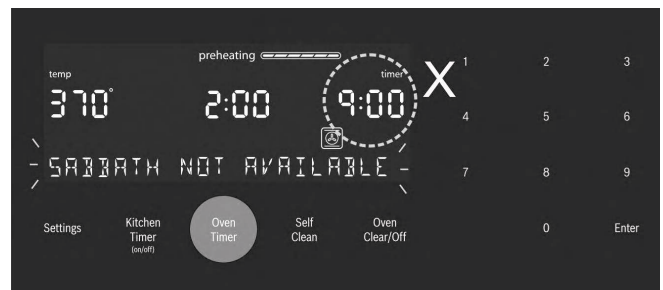 preheating
temp timer
370° 2:00 9:00
X
SABBATH NOT AVAILABLE
Settings
Kitchen
Timer
(on/off)
Oven
Timer
Self
Clean
Oven
Clear/Off
1 2 3
4 5 6
7 8 9
0 Enter